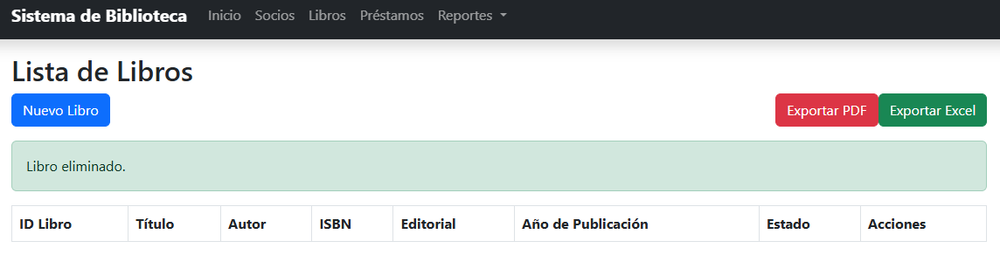 Sistema de Biblioteca Inicio Socios Libros Préstamos Reportes
Lista de Libros
Nuevo Libro Exportar PDF Exportar Excel
Libro eliminado.
ID Libro Título Autor ISBN Editorial Año de Publicación Estado Acciones